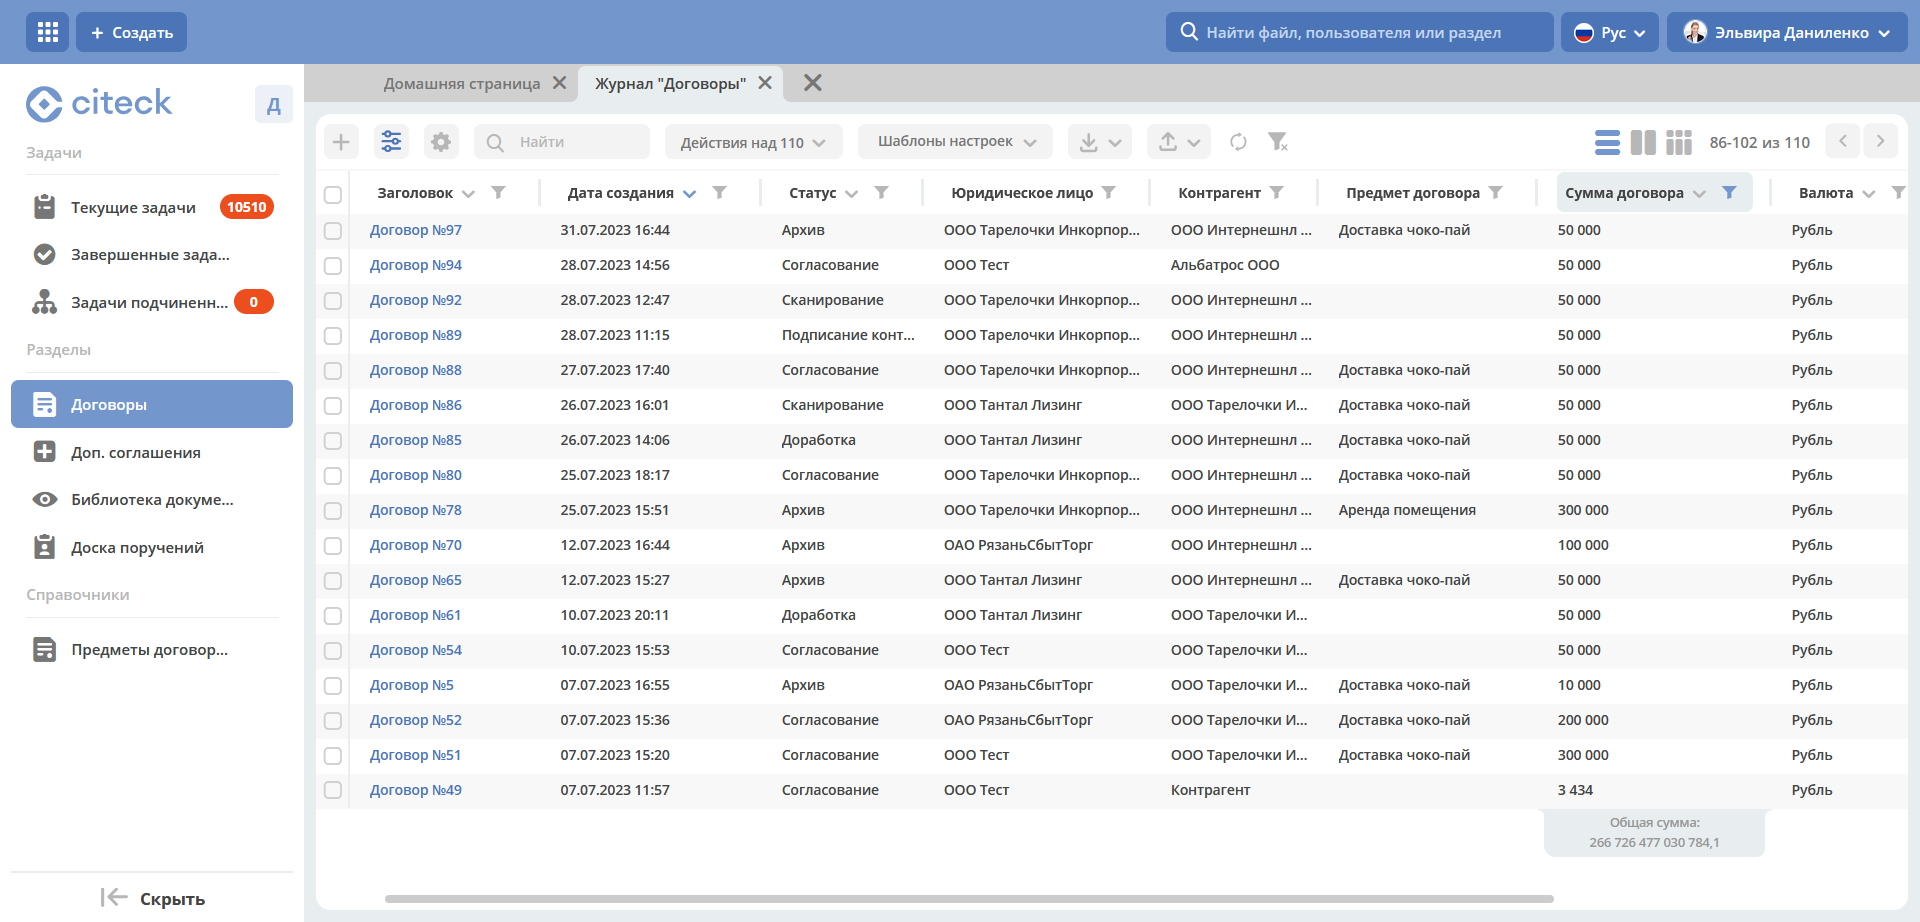 + Создать
Найти файл, пользователя или раздел
Рус
Эльвира Даниленко
citeck
Д
Домашняя страница
Журнал "Договоры"
Задачи
Текущие задачи 10510
Завершенные зада...
Задачи подчиненн... 0
Разделы
Договоры
Доп. соглашения
Библиотека докуме...
Доска поручений
Справочники
Предметы договор...
Скрыть
Найти
Действия над 110
Шаблоны настроек
86-102 из 110
Заголовок Дата создания Статус Юридическое лицо Контрагент Предмет договора Сумма договора Валюта
Договор №97 31.07.2023 16:44 Архив ООО Тарелочки Инкорпор... ООО Интернешнл ... Доставка чоко-пай 50 000 Рубль
Договор №94 28.07.2023 14:56 Согласование ООО Тест Альбатрос ООО 50 000 Рубль
Договор №92 28.07.2023 12:47 Сканирование ООО Тарелочки Инкорпор... ООО Интернешнл ... 50 000 Рубль
Договор №89 28.07.2023 11:15 Подписание конт... ООО Тарелочки Инкорпор... ООО Интернешнл ... 50 000 Рубль
Договор №88 27.07.2023 17:40 Согласование ООО Тарелочки Инкорпор... ООО Интернешнл ... Доставка чоко-пай 50 000 Рубль
Договор №86 26.07.2023 16:01 Сканирование ООО Тантал Лизинг ООО Тарелочки И... Доставка чоко-пай 50 000 Рубль
Договор №85 26.07.2023 14:06 Доработка ООО Тантал Лизинг ООО Интернешнл ... Доставка чоко-пай 50 000 Рубль
Договор №80 25.07.2023 18:17 Согласование ООО Тарелочки Инкорпор... ООО Интернешнл ... Доставка чоко-пай 50 000 Рубль
Договор №78 25.07.2023 15:51 Архив ООО Тарелочки Инкорпор... ООО Интернешнл ... Аренда помещения 300 000 Рубль
Договор №70 12.07.2023 16:44 Архив ОАО РязаньСбытТорг ООО Интернешнл ... 100 000 Рубль
Договор №65 12.07.2023 15:27 Архив ООО Тантал Лизинг ООО Интернешнл ... Доставка чоко-пай 50 000 Рубль
Договор №61 10.07.2023 20:11 Доработка ООО Тантал Лизинг ООО Тарелочки И... 50 000 Рубль
Договор №54 10.07.2023 15:53 Согласование ООО Тест ООО Тарелочки И... 50 000 Рубль
Договор №5 07.07.2023 16:55 Архив ОАО РязаньСбытТорг ООО Тарелочки И... Доставка чоко-пай 10 000 Рубль
Договор №52 07.07.2023 15:36 Согласование ОАО РязаньСбытТорг ООО Тарелочки И... Доставка чоко-пай 200 000 Рубль
Договор №51 07.07.2023 15:20 Согласование ООО Тест ООО Тарелочки И... Доставка чоко-пай 300 000 Рубль
Договор №49 07.07.2023 11:57 Согласование ООО Тест Контрагент 3 434 Рубль
Общая сумма:
266 726 477 030 784,1